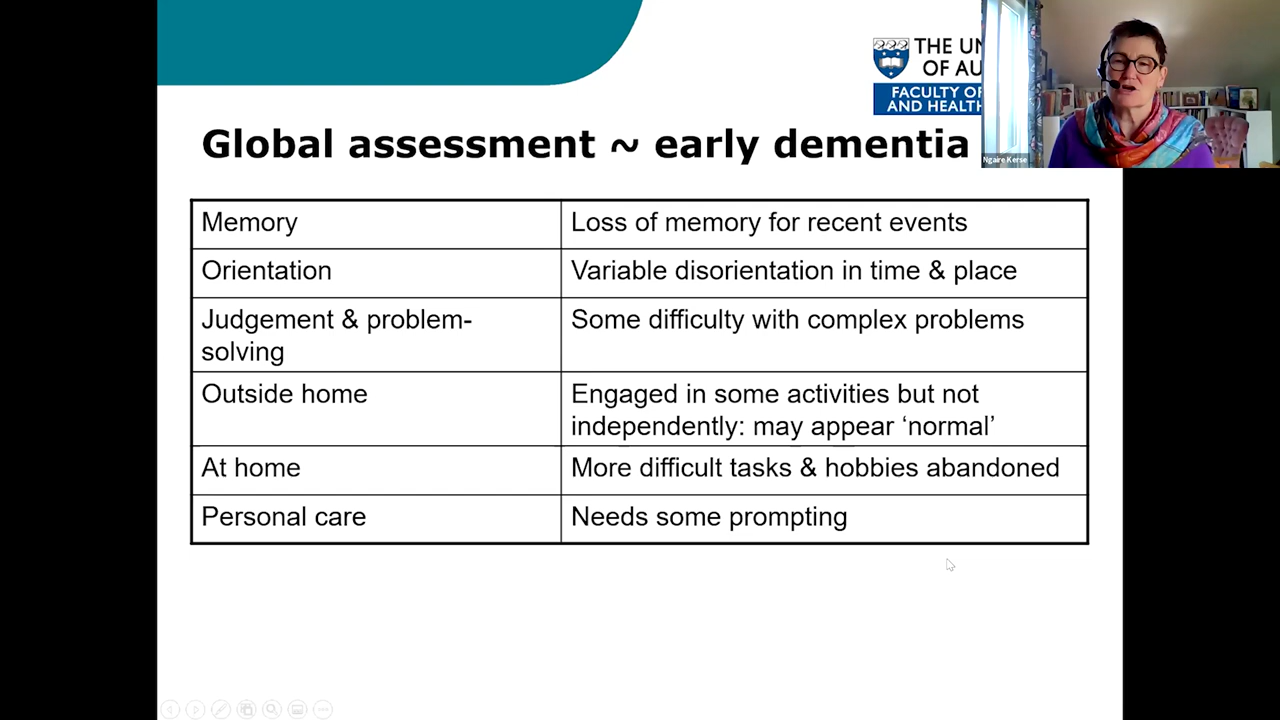 THE UN
OF AU
FACULTY OF
AND HEALTH
Ngaire Kerse
Global assessment ~ early dementia
Memory
Loss of memory for recent events
Orientation
Variable disorientation in time & place
Judgement & problem-
solving
Some difficulty with complex problems
Outside home
Engaged in some activities but not
independently: may appear ‘normal’
At home
More difficult tasks & hobbies abandoned
Personal care
Needs some prompting